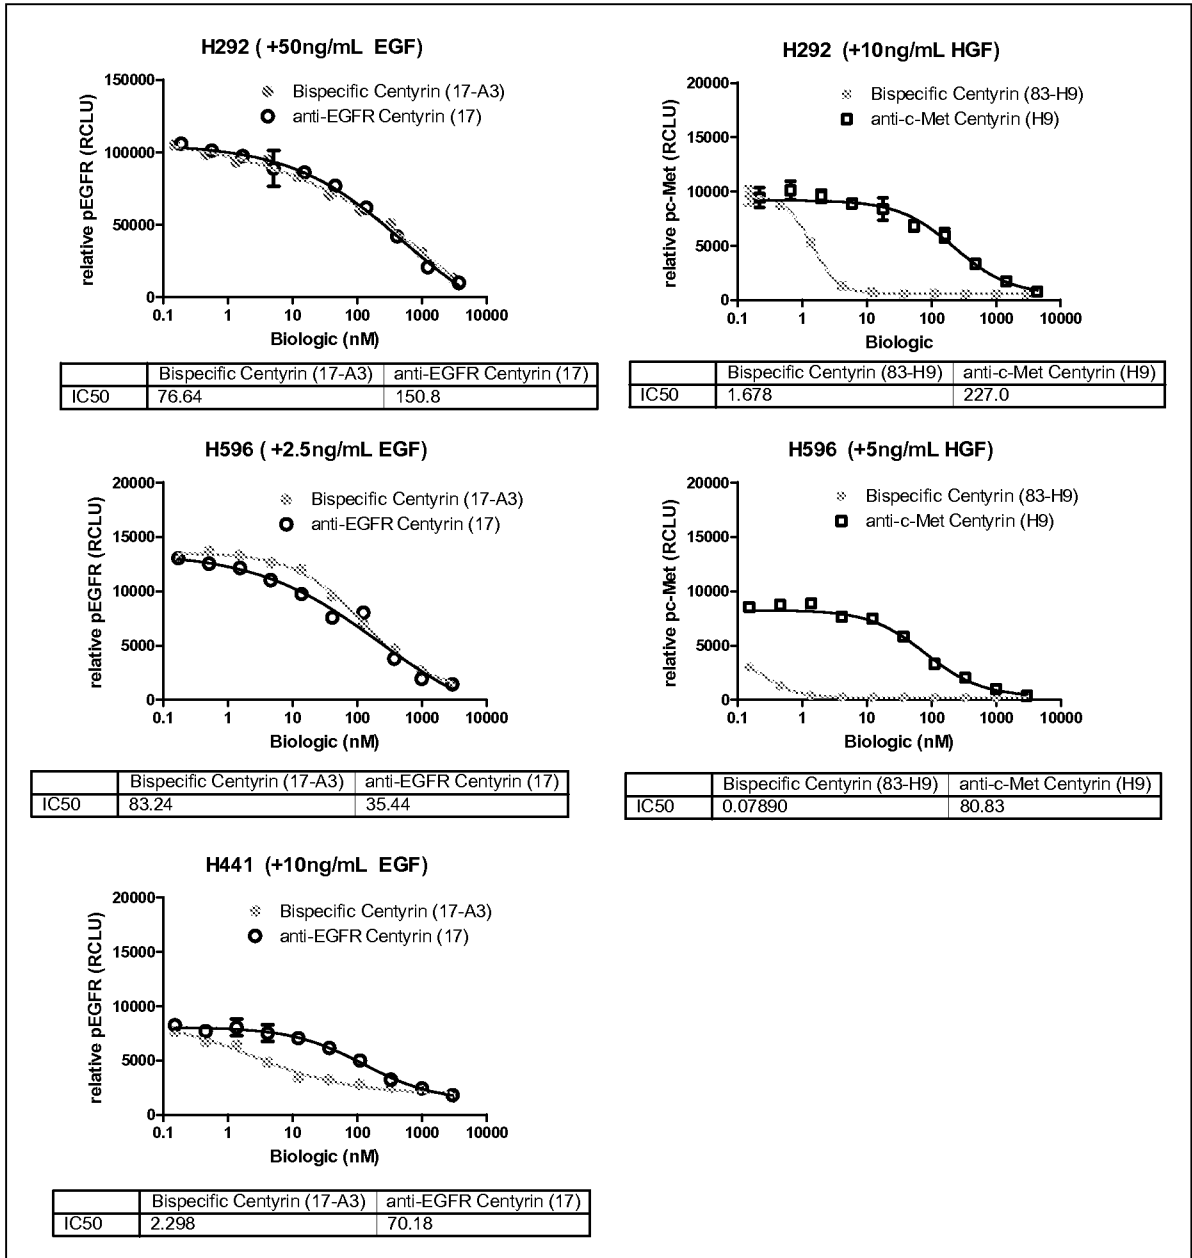 H292 ( +50ng/mL EGF)
150000
100000
50000
0
relative pEGFR (RCLU)
Bispecific Centyrin (17-A3)
anti-EGFR Centyrin (17)
0.1 1 10 100 1000 10000
Biologic (nM)
Bispecific Centyrin (17-A3) anti-EGFR Centyrin (17)
IC50 76.64 150.8
H292 (+10ng/mL HGF)
20000
15000
10000
5000
0
relative pc-Met (RCLU)
Bispecific Centyrin (83-H9)
anti-c-Met Centyrin (H9)
0.1 1 10 100 1000 10000
Biologic
Bispecific Centyrin (83-H9) anti-c-Met Centyrin (H9)
IC50 1.678 227.0
H596 ( +2.5ng/mL EGF)
20000
15000
10000
5000
0
relative pEGFR (RCLU)
Bispecific Centyrin (17-A3)
anti-EGFR Centyrin (17)
0.1 1 10 100 1000 10000
Biologic (nM)
Bispecific Centyrin (17-A3) anti-EGFR Centyrin (17)
IC50 83.24 35.44
H596 (+5ng/mL HGF)
20000
15000
10000
5000
0
relative pc-Met (RCLU)
Bispecific Centyrin (83-H9)
anti-c-Met Centyrin (H9)
0.1 1 10 100 1000 10000
Biologic (nM)
Bispecific Centyrin (83-H9) anti-c-Met Centyrin (H9)
IC50 0.07890 80.83
H441 (+10ng/mL EGF)
20000
15000
10000
5000
0
relative pEGFR (RCLU)
Bispecific Centyrin (17-A3)
anti-EGFR Centyrin (17)
0.1 1 10 100 1000 10000
Biologic (nM)
Bispecific Centyrin (17-A3) anti-EGFR Centyrin (17)
IC50 2.298 70.18